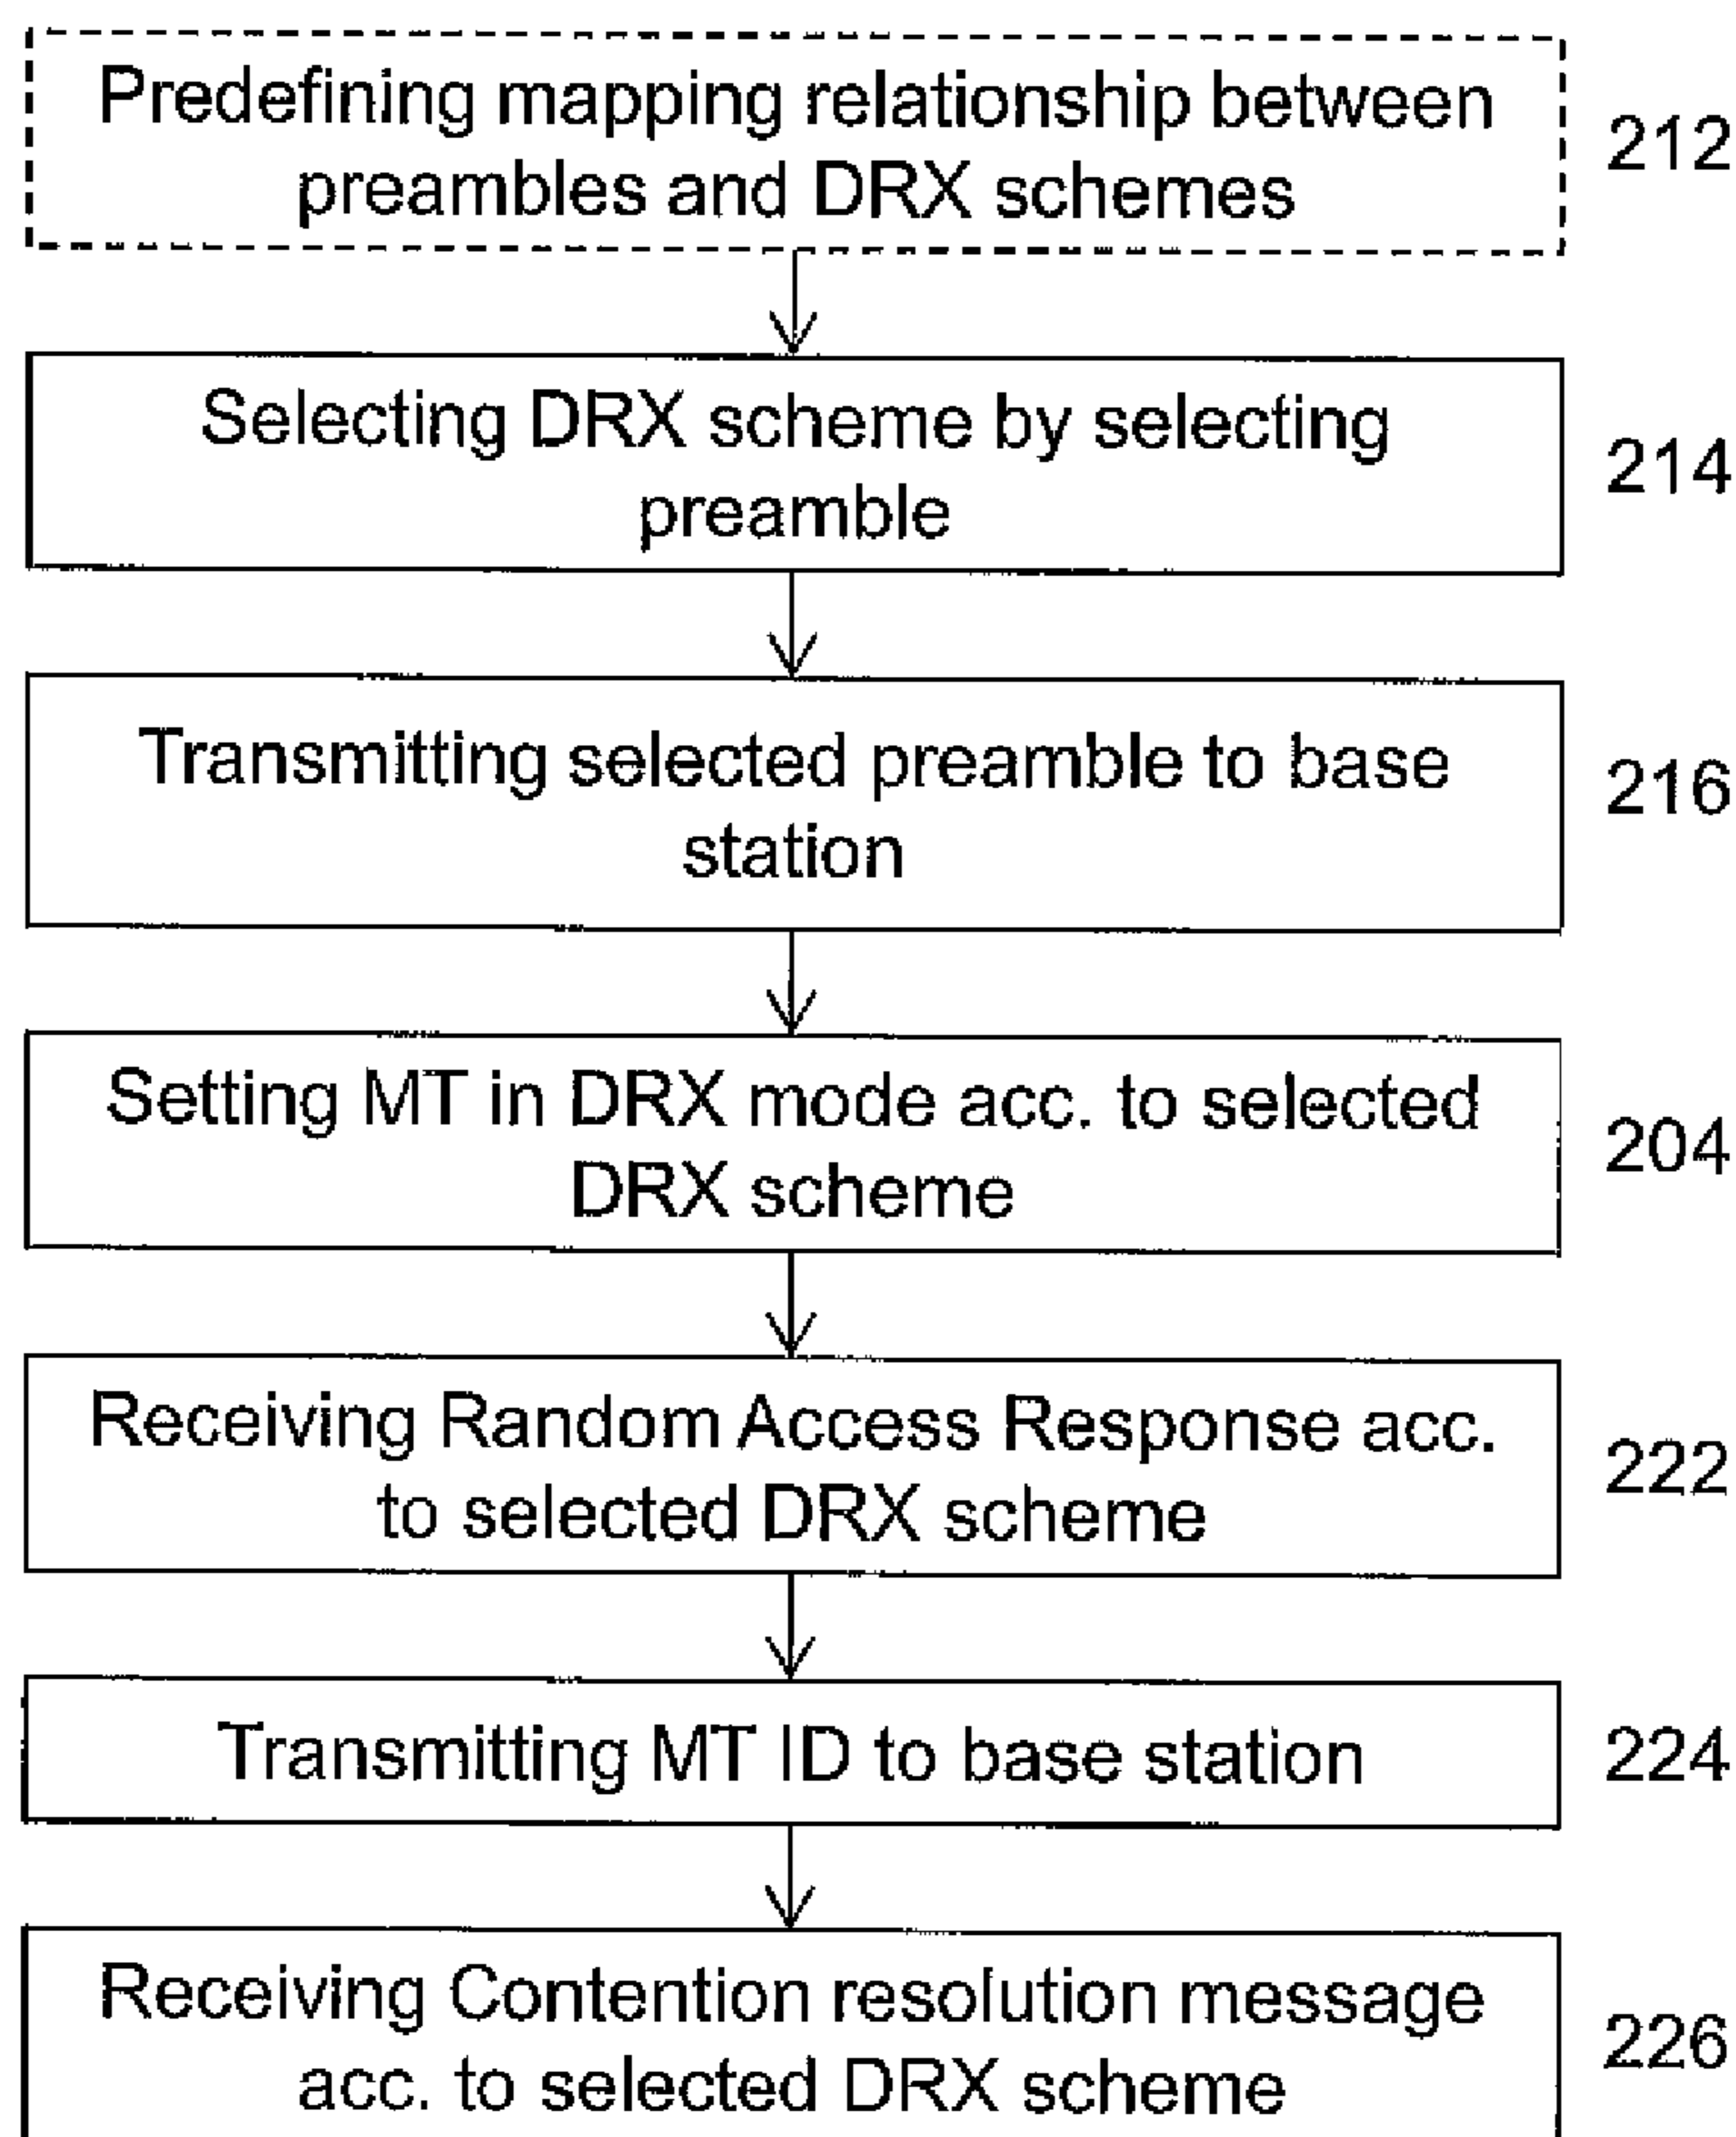 Predefining mapping relationship between
preambles and DRX schemes
212
Selecting DRX scheme by selecting
preamble
214
Transmitting selected preamble to base
station
216
Setting MT in DRX mode acc. to selected
DRX scheme
204
Receiving Random Access Response acc.
to selected DRX scheme
222
Transmitting MT ID to base station
224
Receiving Contention resolution message
acc. to selected DRX scheme
226